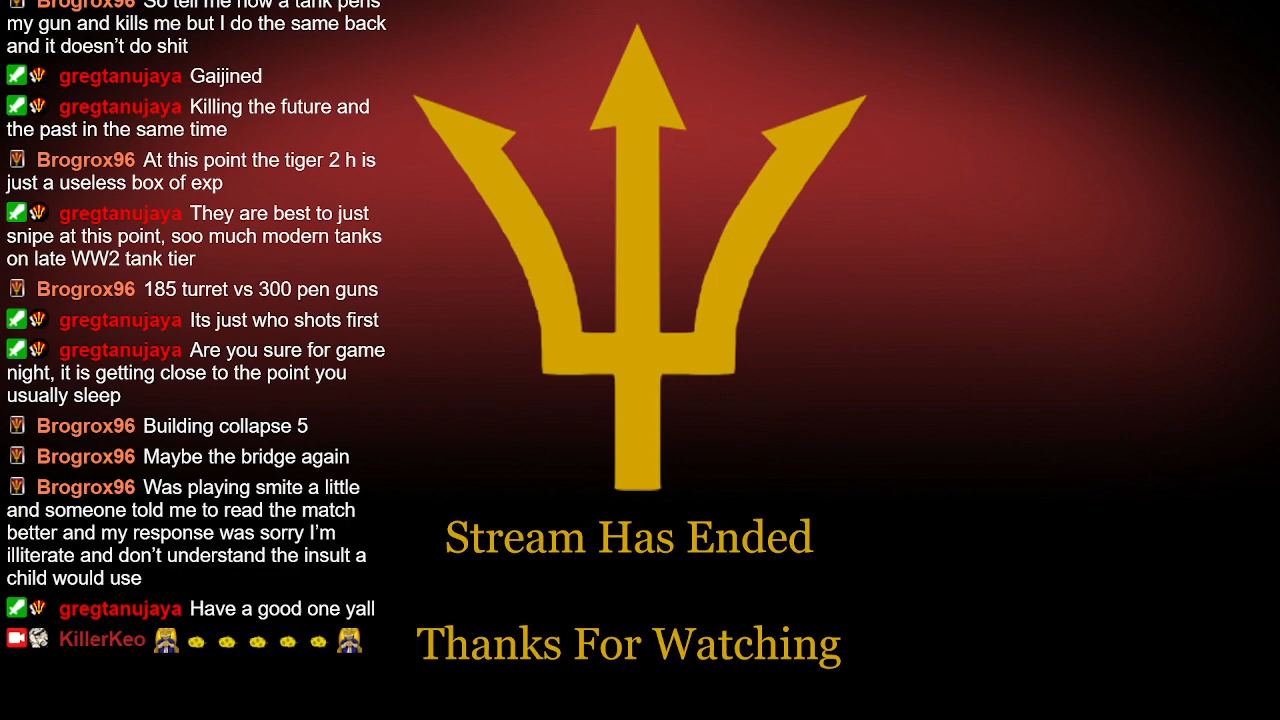 Brogrox96 So tell me how a tank pens
my gun and kills me but I do the same back
and it doesn’t do shit
gregtanujaya Gaijined
gregtanujaya Killing the future and
the past in the same time
Brogrox96 At this point the tiger 2 h is
just a useless box of exp
gregtanujaya They are best to just
snipe at this point, soo much modern tanks
on late WW2 tank tier
Brogrox96 185 turret vs 300 pen guns
gregtanujaya Its just who shots first
gregtanujaya Are you sure for game
night, it is getting close to the point you
usually sleep
Brogrox96 Building collapse 5
Brogrox96 Maybe the bridge again
Brogrox96 Was playing smite a little
and someone told me to read the match
better and my response was sorry I’m
illiterate and don’t understand the insult a
child would use
gregtanujaya Have a good one yall
KillerKeo
Stream Has Ended
Thanks For Watching